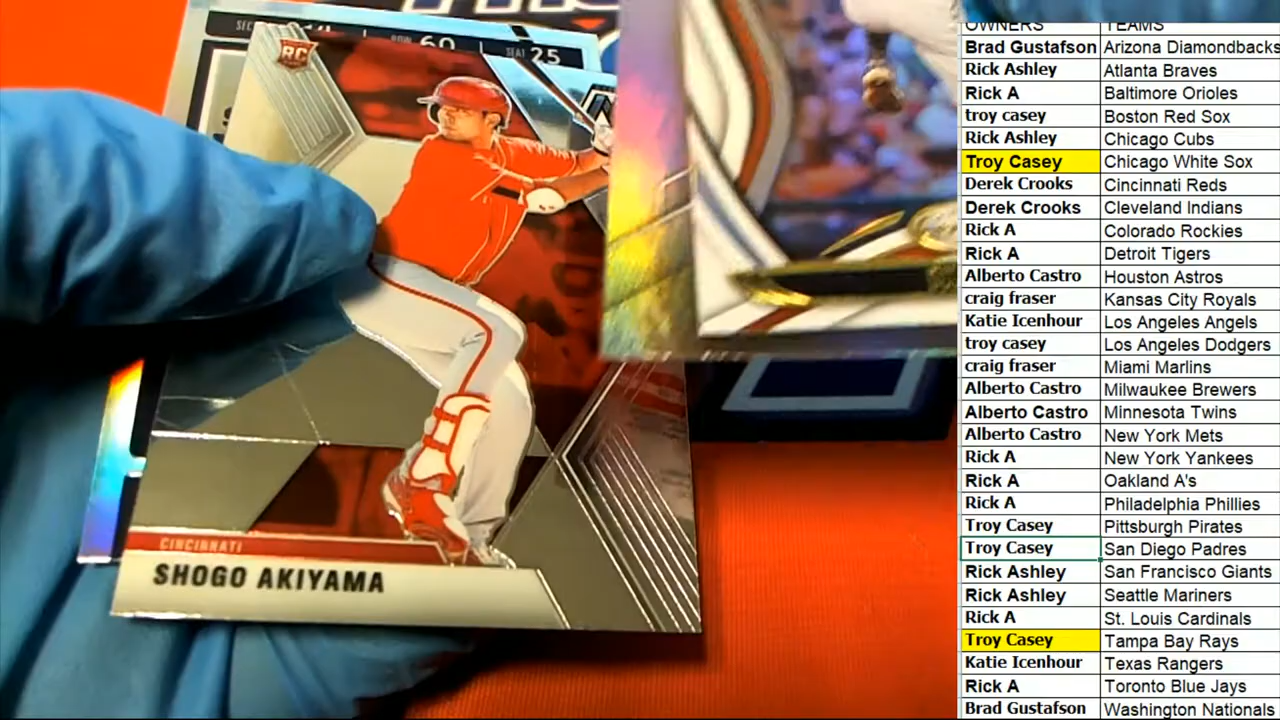 RC
ROW 60
SEAT 25
CINCINNATI
SHOGO AKIYAMA
OWNERS TEAMS
Brad Gustafson Arizona Diamondbacks
Rick Ashley Atlanta Braves
Rick A Baltimore Orioles
troy casey Boston Red Sox
Rick Ashley Chicago Cubs
Troy Casey Chicago White Sox
Derek Crooks Cincinnati Reds
Derek Crooks Cleveland Indians
Rick A Colorado Rockies
Rick A Detroit Tigers
Alberto Castro Houston Astros
craig fraser Kansas City Royals
Katie Icenhour Los Angeles Angels
troy casey Los Angeles Dodgers
craig fraser Miami Marlins
Alberto Castro Milwaukee Brewers
Alberto Castro Minnesota Twins
Alberto Castro New York Mets
Rick A New York Yankees
Rick A Oakland A's
Rick A Philadelphia Phillies
Troy Casey Pittsburgh Pirates
Troy Casey San Diego Padres
Rick Ashley San Francisco Giants
Rick Ashley Seattle Mariners
Rick A St. Louis Cardinals
Troy Casey Tampa Bay Rays
Katie Icenhour Texas Rangers
Rick A Toronto Blue Jays
Brad Gustafson Washington Nationals